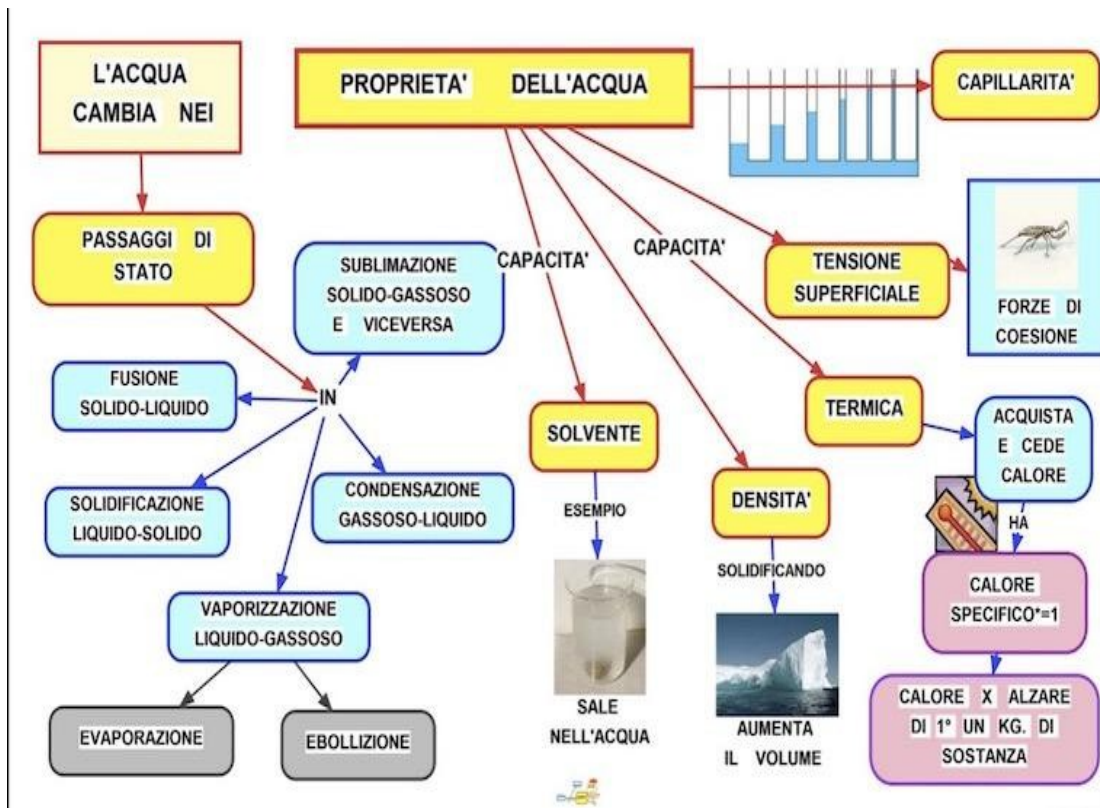 L'ACQUA
CAMBIA NEI
PASSAGGI DI
STATO
IN
SUBLIMAZIONE
SOLIDO-GASSOSO
E VICEVERSA
FUSIONE
SOLIDO-LIQUIDO
SOLIDIFICAZIONE
LIQUIDO-SOLIDO
CONDENSAZIONE
GASSOSO-LIQUIDO
VAPORIZZAZIONE
LIQUIDO-GASSOSO
EVAPORAZIONE
EBOLLIZIONE
PROPRIETA' DELL'ACQUA
CAPILLARITA'
CAPACITA'
SOLVENTE
ESEMPIO
SALE
NELL'ACQUA
DENSITA'
SOLIDIFICANDO
AUMENTA
IL VOLUME
CAPACITA'
TERMICA
ACQUISTA
E CEDE
CALORE
HA
CALORE
SPECIFICO*=1
CALORE X ALZARE
DI 1° UN KG. DI
SOSTANZA
TENSIONE
SUPERFICIALE
FORZE DI
COESIONE